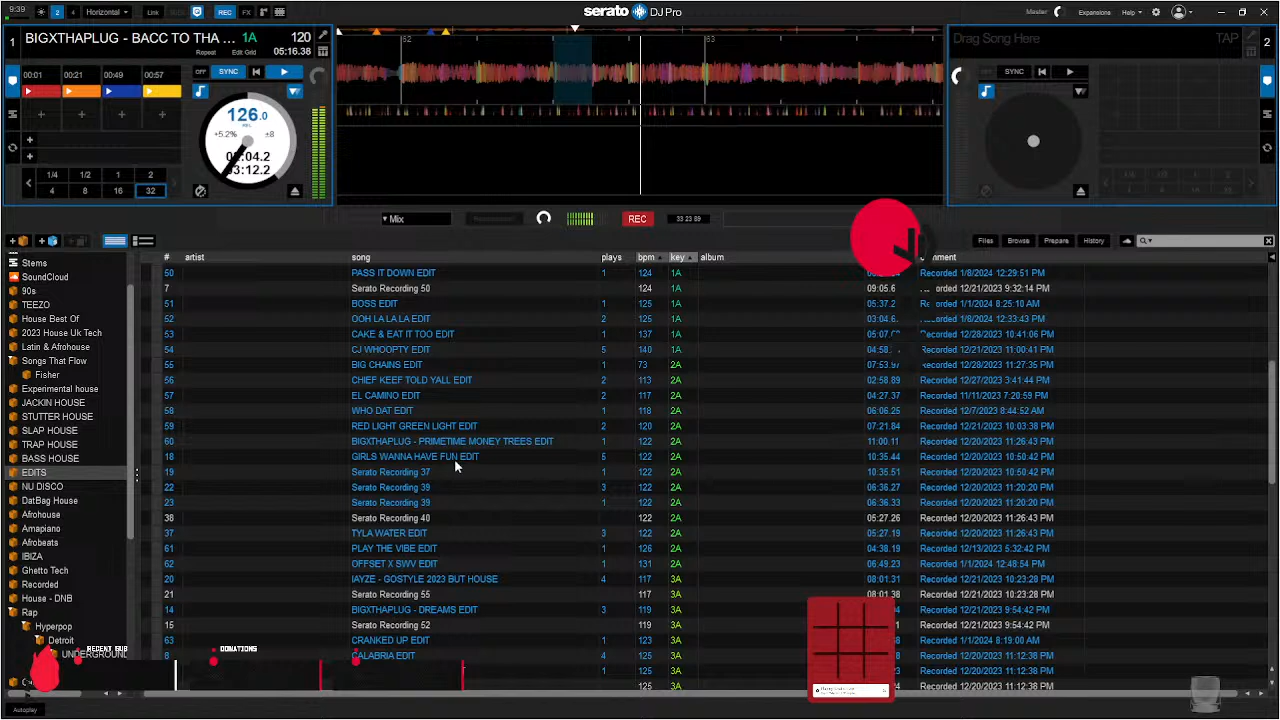 9:39 2 4 Horizontal Link REC FX serato DJ Pro Master Expansions Help
1 BIGXTHAPLUG - BACC TO THA ... 1A 120
Repeat Edit Grid 05:16.38
00:01 00:21 00:49 00:57 OFF SYNC
126.0
+5.2% ±8
03:12.2
1/4 1/2 1 2
4 8 16 32
62 63
Drag Song Here TAP 2
SYNC
1/4 1/2 1 2
4 8 16 32
Mix REC 33 23 89
Files Browse Prepare History
# artist song plays bpm key album
Stems
SoundCloud
90s
TEEZO
House Best Of
2023 House Uk Tech
Latin & Afrohouse
Songs That Flow
Fisher
Experimental house
JACKIN HOUSE
STUTTER HOUSE
SLAP HOUSE
TRAP HOUSE
BASS HOUSE
EDITS
NU DISCO
DatBag House
Afrohouse
Amapiano
Afrobeats
IBIZA
Ghetto Tech
Recorded
House - DNB
Rap
Hyperpop
Detroit
UNDERGROUND
50 PASS IT DOWN EDIT 1 124 1A Recorded 1/8/2024 12:29:51 PM
7 Serato Recording 50 124 1A 09:05.6 12/21/2023 9:32:14 PM
51 BOSS EDIT 1 125 1A 05:37.2 1/1/2024 8:25:10 AM
52 OOH LA LA LA EDIT 2 125 1A 03:04.6 Recorded 1/8/2024 12:33:43 PM
53 CAKE & EAT IT TOO EDIT 1 137 1A 05:07 Recorded 12/28/2023 10:41:06 PM
54 CJ WHOOPTY EDIT 5 140 1A 04:58 Recorded 12/21/2023 11:00:41 PM
55 BIG CHAINS EDIT 1 73 2A 07:53.97 Recorded 12/28/2023 11:27:35 PM
56 CHIEF KEEF TOLD YALL EDIT 2 113 2A 02:58.89 Recorded 12/27/2023 3:41:44 PM
57 EL CAMINO EDIT 2 117 2A 04:27.37 Recorded 11/11/2023 7:20:59 PM
58 WHO DAT EDIT 1 118 2A 06:06.25 Recorded 12/7/2023 8:44:52 AM
59 RED LIGHT GREEN LIGHT EDIT 2 120 2A 07:21.84 Recorded 12/21/2023 10:03:38 PM
60 BIGXTHAPLUG - PRIMETIME MONEY TREES EDIT 1 122 2A 11:00.11 Recorded 12/20/2023 11:26:43 PM
18 GIRLS WANNA HAVE FUN EDIT 6 122 2A 10:35.44 Recorded 12/20/2023 10:50:42 PM
19 Serato Recording 37 1 122 2A 10:35.51 Recorded 12/20/2023 10:50:42 PM
22 Serato Recording 39 3 122 2A 06:36.27 Recorded 12/20/2023 11:20:20 PM
23 Serato Recording 39 1 122 2A 06:36.33 Recorded 12/20/2023 11:20:20 PM
38 Serato Recording 40 122 2A 05:27.26 Recorded 12/20/2023 11:26:43 PM
37 TYLA WATER EDIT 3 122 2A 05:27.19 Recorded 12/20/2023 11:26:43 PM
61 PLAY THE VIBE EDIT 1 126 2A 04:38.19 Recorded 12/13/2023 5:32:42 PM
62 OFFSET X SWV EDIT 1 131 2A 06:49.23 Recorded 1/1/2024 12:48:54 PM
20 IAYZE - GOSTYLE 2023 BUT HOUSE 4 117 3A 08:01.31 Recorded 12/21/2023 10:23:28 PM
21 Serato Recording 55 117 3A 08:01.38 Recorded 12/21/2023 10:23:28 PM
14 BIGXTHAPLUG - DREAMS EDIT 3 119 3A Recorded 12/21/2023 9:54:42 PM
15 Serato Recording 52 119 3A Recorded 12/21/2023 9:54:42 PM
63 CRANKED UP EDIT 1 123 3A Recorded 1/1/2024 8:19:00 AM
8 CALABRIA EDIT 4 125 3A Recorded 12/20/2023 11:12:38 PM
1 125 3A Recorded 12/20/2023 11:12:38 PM
125 3A Recorded 12/20/2023 11:12:38 PM
RECENT SUB DONATIONS
Autoplay